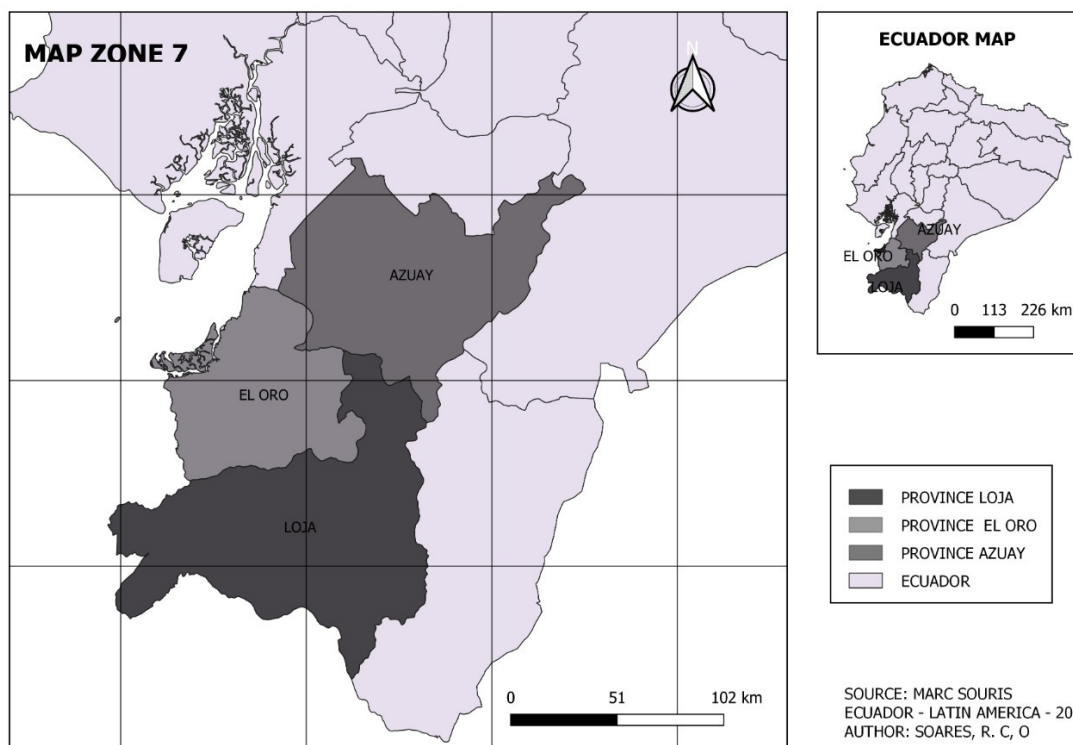 MAP ZONE 7
N
AZUAY
EL ORO
LOJA
0 51 102 km
ECUADOR MAP
AZUAY
EL ORO
LOJA
0 113 226 km
PROVINCE LOJA
PROVINCE EL ORO
PROVINCE AZUAY
ECUADOR
SOURCE: MARC SOURIS
ECUADOR - LATIN AMERICA - 20
AUTHOR: SOARES, R. C, O